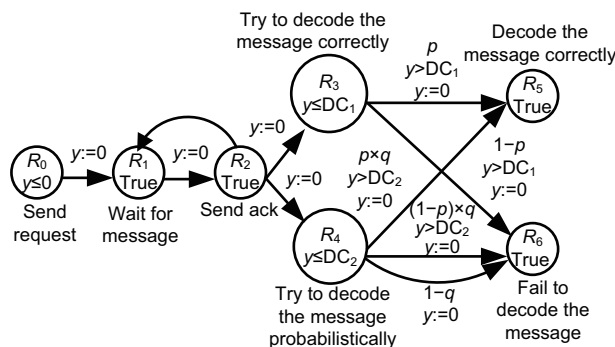 Try to decode the
message correctly
Decode the
message correctly
p
y>DC₁
y:=0
R₃
y≤DC₁
R₅
True
y:=0
R₀
y≤0
y:=0
R₁
True
y:=0
R₂
True
y:=0
p×q
y>DC₂
y:=0
1−p
y>DC₁
y:=0
Send
request
Wait for
message
Send ack
R₄
y≤DC₂
(1−p)×q
y>DC₂
y:=0
R₆
True
1−q
y:=0
Try to decode
the message
probabilistically
Fail to
decode the
message